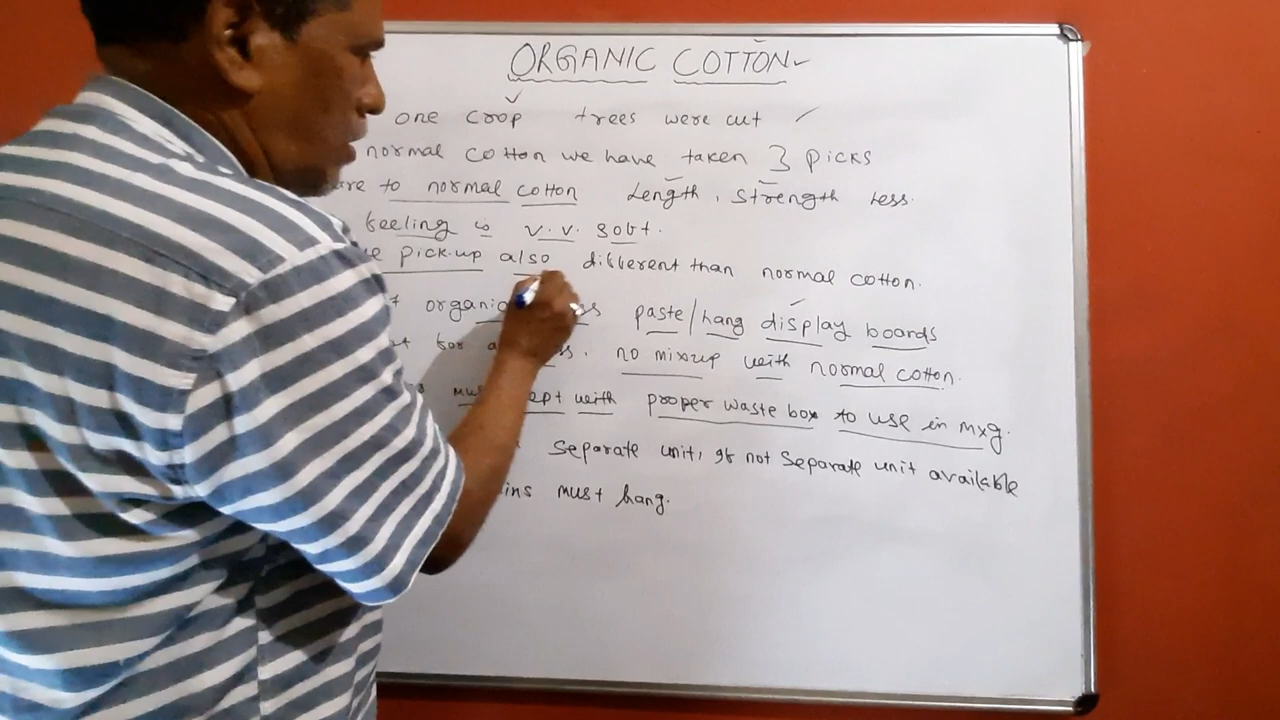 ORGANIC COTTON
one crop trees were cut
normal cotton we have taken 3 picks
to normal cotton Length, strength Less.
feeling is v.v. soft.
pick-up also different than normal cotton.
paste/hang display boards
for no mixup with normal cotton.
with proper waste box to use in mxg.
Separate unit, if not Separate unit available
must hang.